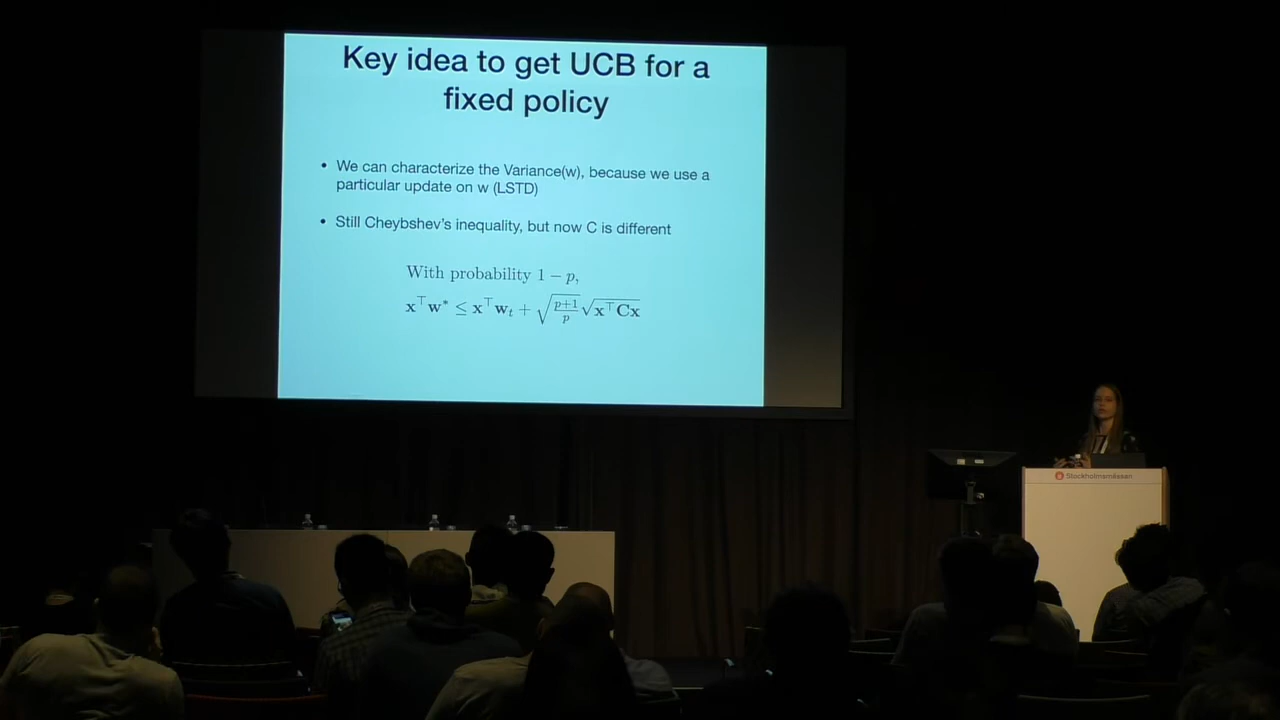 Key idea to get UCB for a
fixed policy
• We can characterize the Variance(w), because we use a
particular update on w (LSTD)
• Still Cheybshev's inequality, but now C is different
With probability 1 − p,
x⊤w* ≤ x⊤wₜ + √((p+1)/p) √(x⊤Cx)
Stockholmsmässan